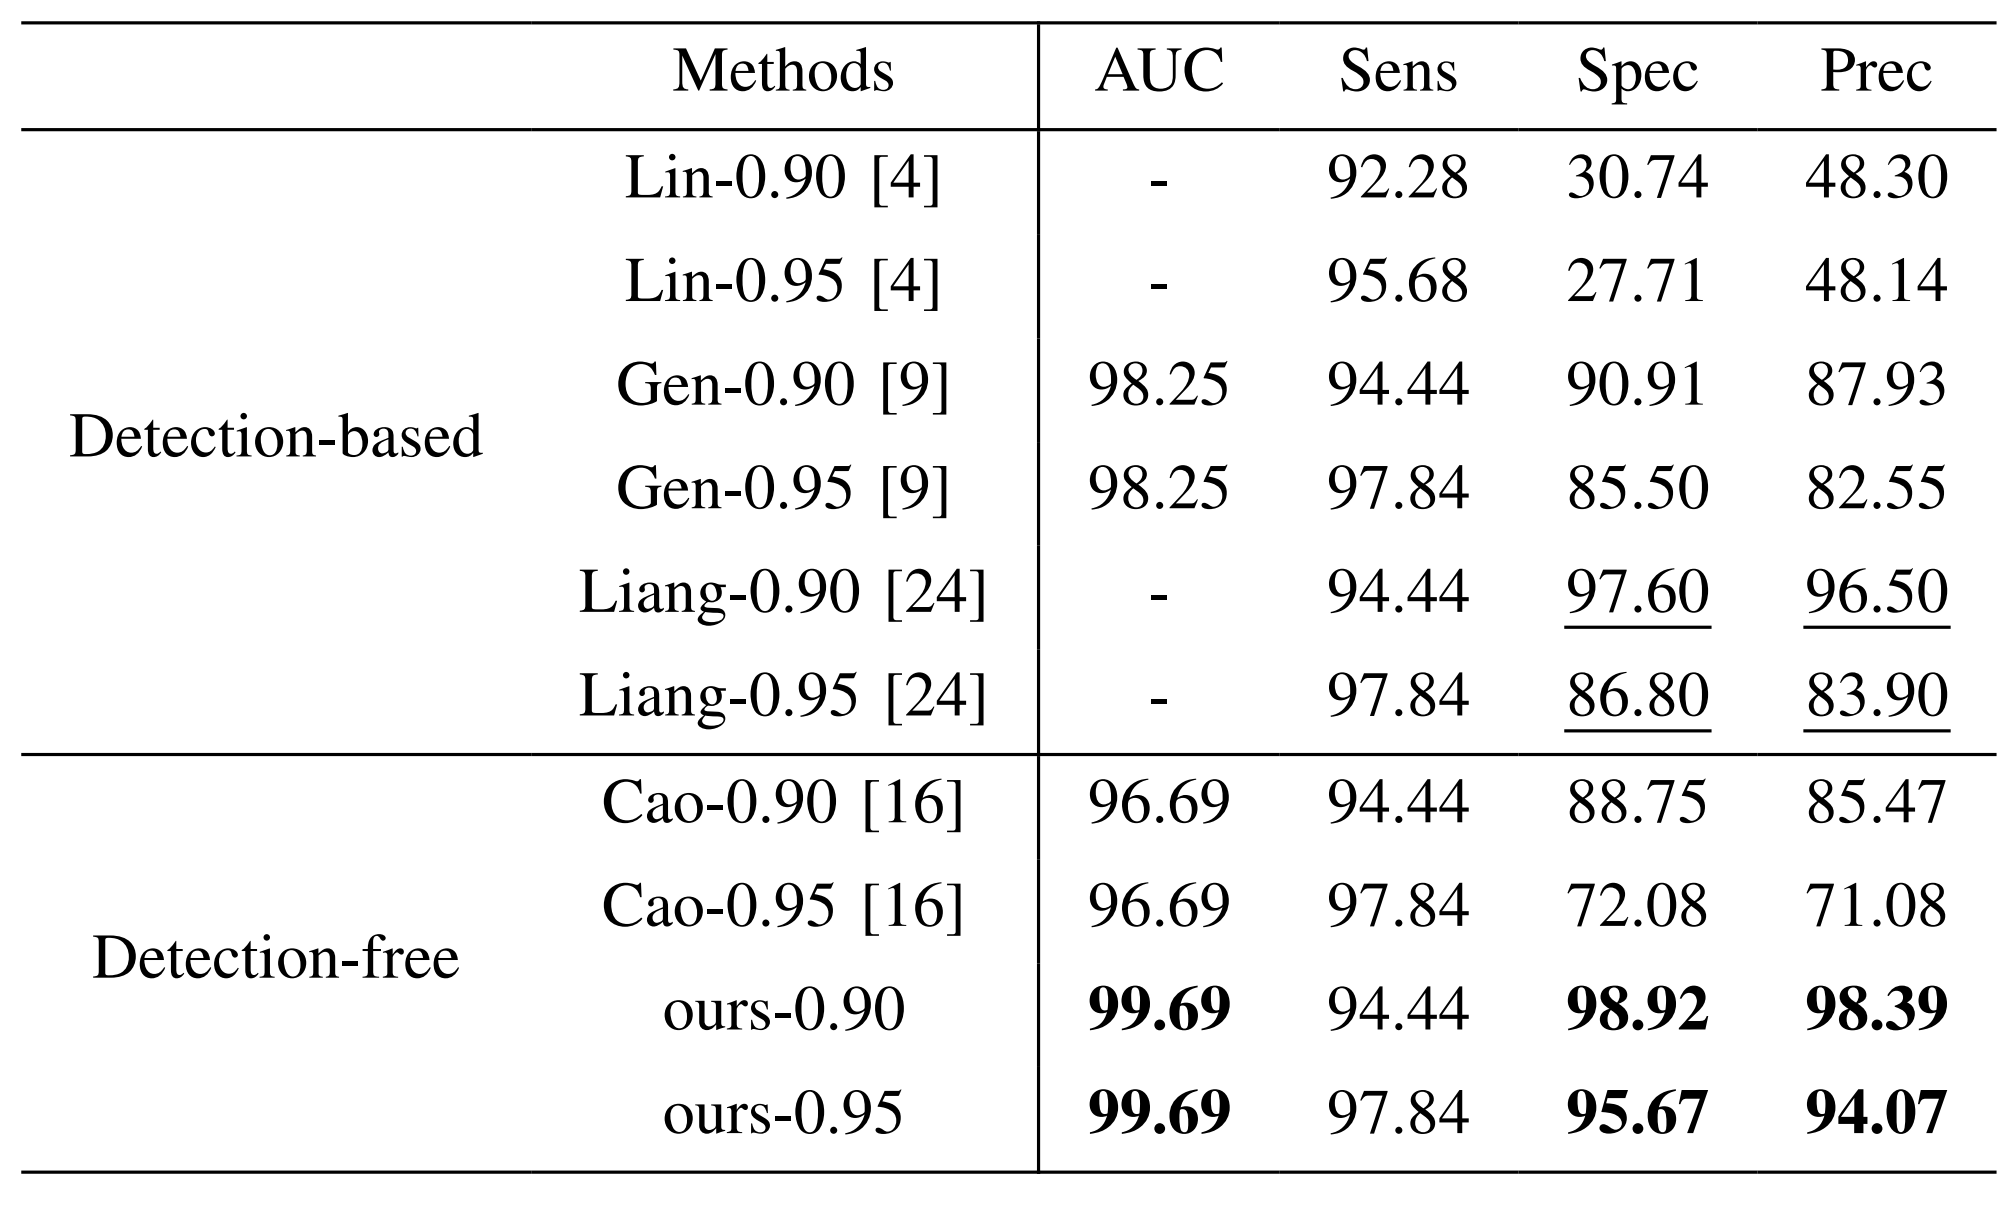 Methods AUC Sens Spec Prec
Lin-0.90 [4] - 92.28 30.74 48.30
Lin-0.95 [4] - 95.68 27.71 48.14
Gen-0.90 [9] 98.25 94.44 90.91 87.93
Detection-based
Gen-0.95 [9] 98.25 97.84 85.50 82.55
Liang-0.90 [24] - 94.44 97.60 96.50
Liang-0.95 [24] - 97.84 86.80 83.90
Cao-0.90 [16] 96.69 94.44 88.75 85.47
Cao-0.95 [16] 96.69 97.84 72.08 71.08
Detection-free
ours-0.90 99.69 94.44 98.92 98.39
ours-0.95 99.69 97.84 95.67 94.07